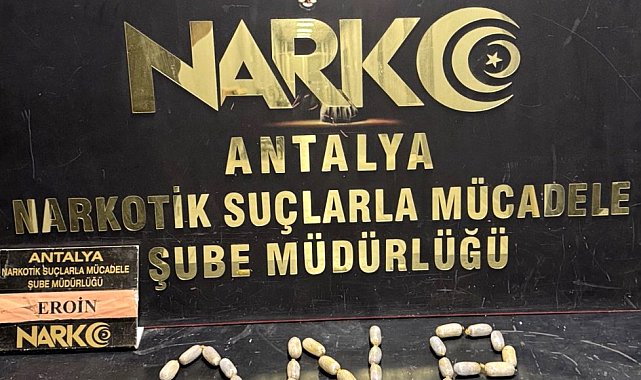 NARKO
ANTALYA
NARKOTİK SUÇLARLA MÜCADELE
ŞUBE MÜDÜRLÜĞÜ
ANTALYA
NARKOTİK SUÇLARLA MÜCADELE
ŞUBE MÜDÜRLÜĞÜ
EROİN
NARKO